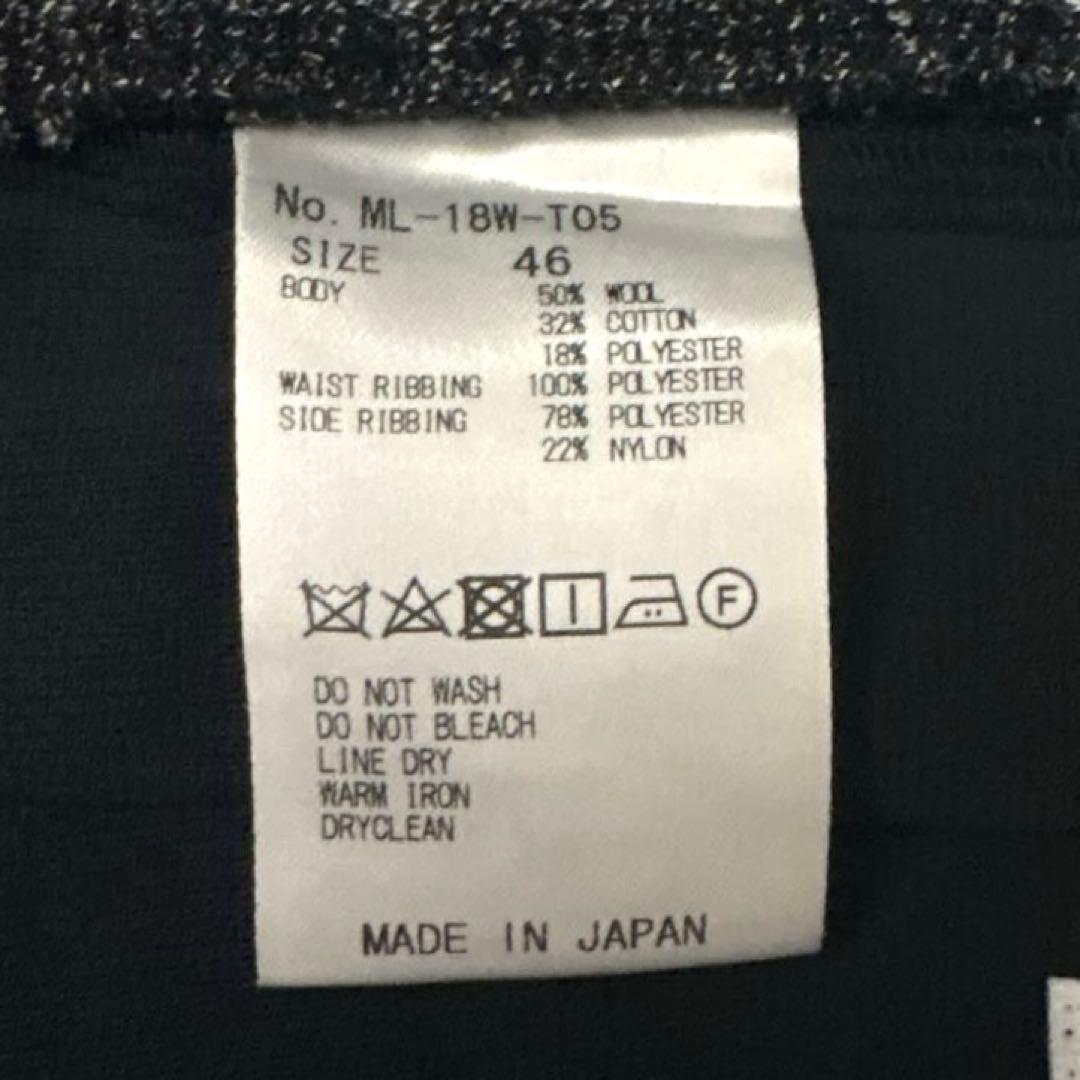 No. ML-18W-T05
SIZE 46
BODY 50% WOOL
32% COTTON
18% POLYESTER
WAIST RIBBING 100% POLYESTER
SIDE RIBBING 78% POLYESTER
22% NYLON
F
DO NOT WASH
DO NOT BLEACH
LINE DRY
WARM IRON
DRYCLEAN
MADE IN JAPAN